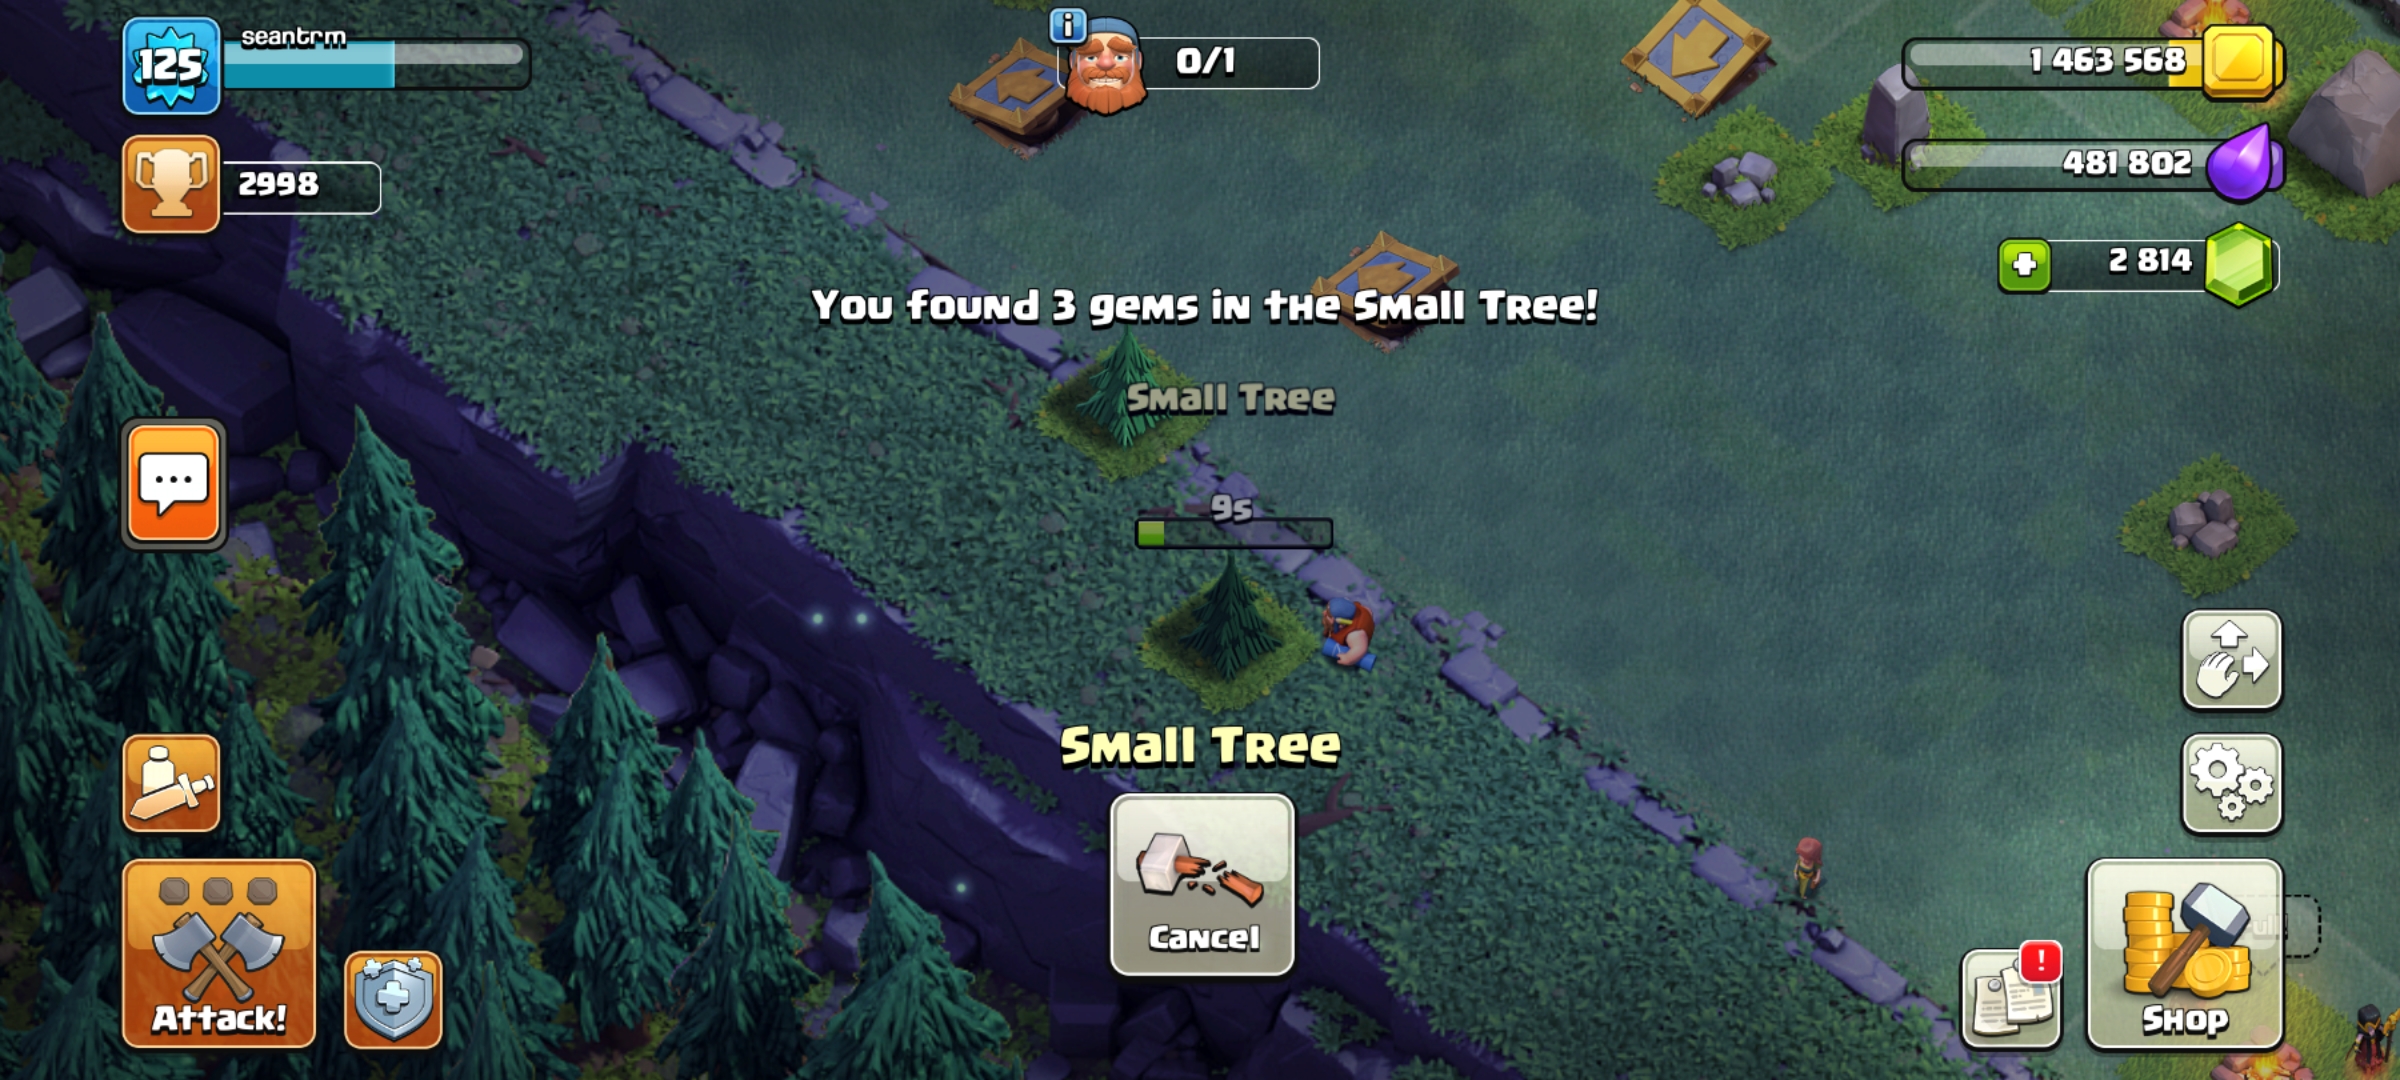 125
seantrm
0/1
1 463 568
2998
481 802
2 814
You found 3 gems in the Small Tree!
Small Tree
9s
Small Tree
Cancel
Attack!
!
Shop